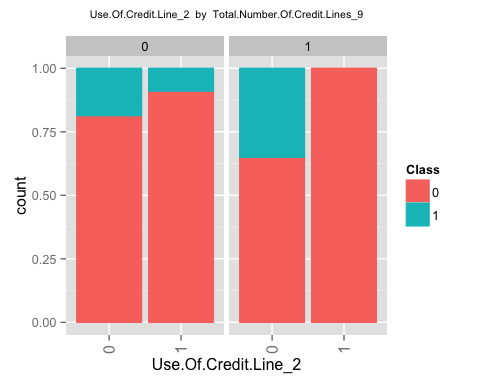 Use.Of.Credit.Line_2 by Total.Number.Of.Credit.Lines_9
0 1
1.00
0.75
0.50
0.25
0.00
count
0 1 0 1
Use.Of.Credit.Line_2
Class
0
1